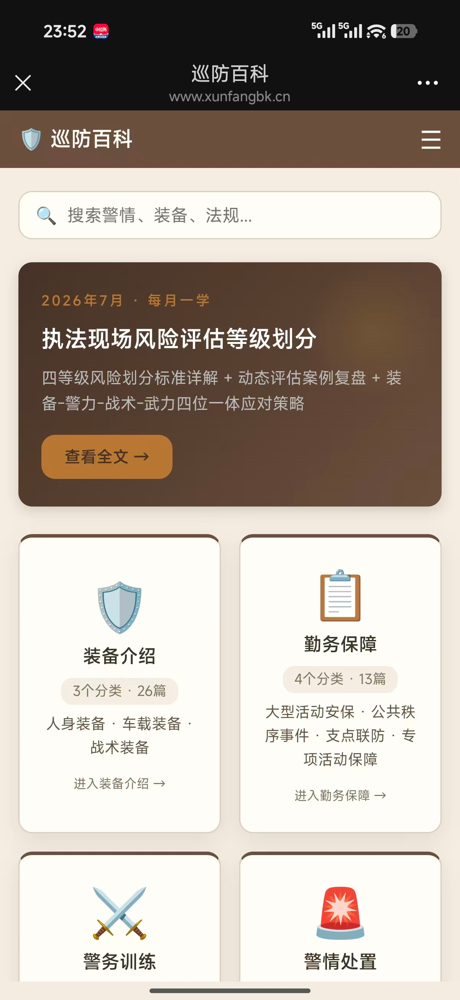 23:52
小红书
5G 5G 6 20
巡防百科
www.xunfangbk.cn
巡防百科
搜索警情、装备、法规...
2026年7月 · 每月一学
执法现场风险评估等级划分
四等级风险划分标准详解 + 动态评估案例复盘 + 装
备-警力-战术-武力四位一体应对策略
查看全文 →
装备介绍
3个分类 · 26篇
人身装备 · 车载装备 ·
战术装备
进入装备介绍 →
勤务保障
4个分类 · 13篇
大型活动安保 · 公共秩
序事件 · 支点联防 · 专
项活动保障
进入勤务保障 →
警务训练
警情处置